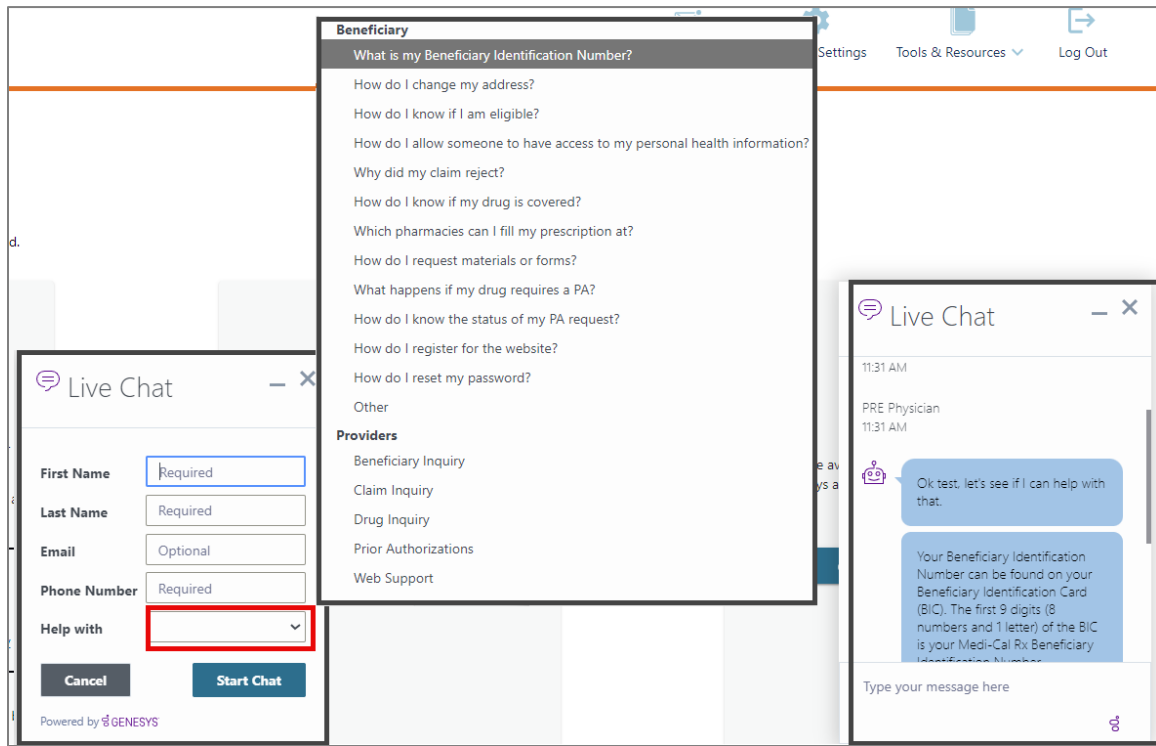 Settings
Tools & Resources
Log Out
Beneficiary
What is my Beneficiary Identification Number?
How do I change my address?
How do I know if I am eligible?
How do I allow someone to have access to my personal health information?
Why did my claim reject?
How do I know if my drug is covered?
Which pharmacies can I fill my prescription at?
How do I request materials or forms?
What happens if my drug requires a PA?
How do I know the status of my PA request?
How do I register for the website?
How do I reset my password?
Other
Providers
Beneficiary Inquiry
Claim Inquiry
Drug Inquiry
Prior Authorizations
Web Support
d.
Live Chat
First Name Required
Last Name Required
Email Optional
Phone Number Required
Help with
Cancel Start Chat
Powered by GENESYS
Live Chat
11:31 AM
PRE Physician
11:31 AM
Ok test, let's see if I can help with
that.
Your Beneficiary Identification
Number can be found on your
Beneficiary Identification Card
(BIC). The first 9 digits (8
numbers and 1 letter) of the BIC
is your Medi-Cal Rx Beneficiary
Identification Number
Type your message here